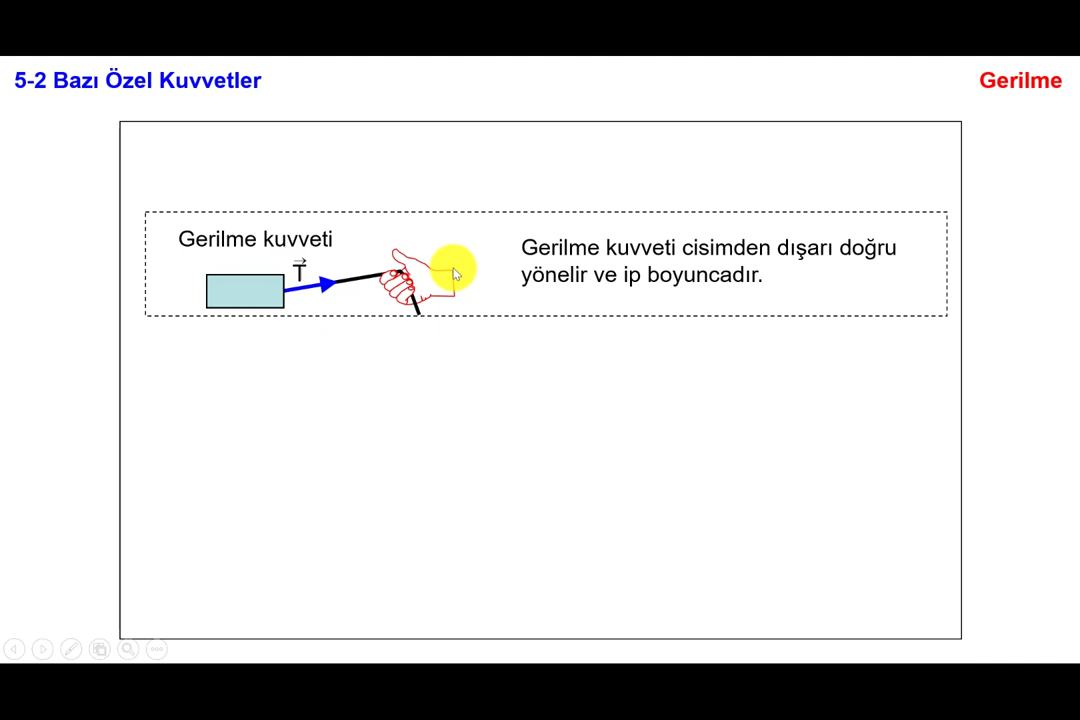 5-2 Bazı Özel Kuvvetler
Gerilme
Gerilme kuvveti
T
Gerilme kuvveti cisimden dışarı doğru
yönelir ve ip boyuncadır.